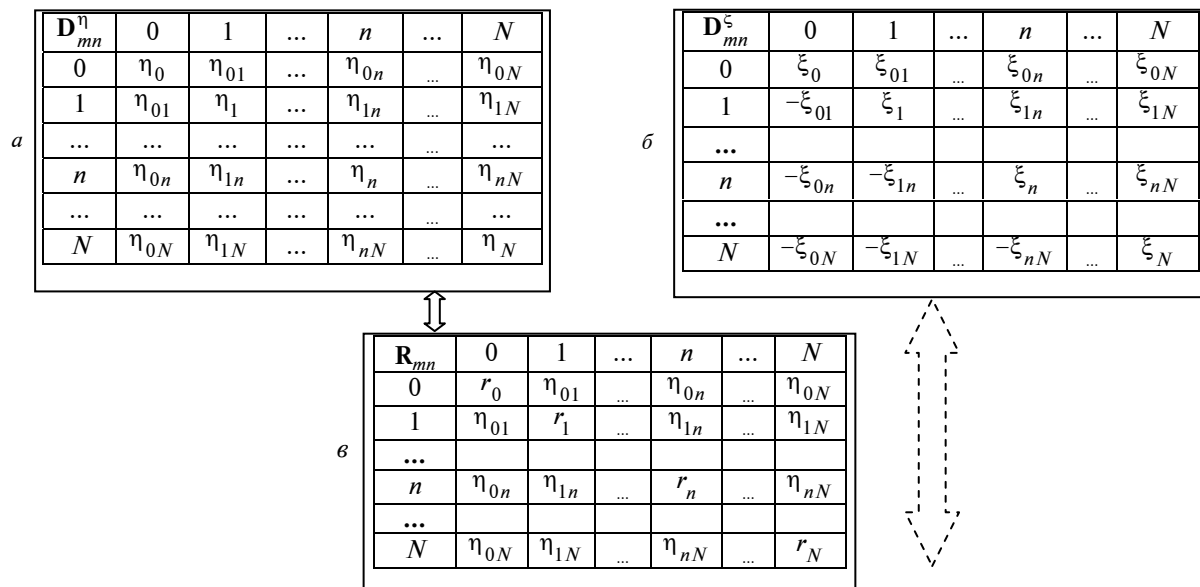 D^η_mn 0 1 ... n ... N
0 η_0 η_01 ... η_0n ... η_0N
1 η_01 η_1 ... η_1n ... η_1N
... ... ... ... ... ... ...
n η_0n η_1n ... η_n ... η_nN
... ... ... ... ... ... ...
N η_0N η_1N ... η_nN ... η_N
а
D^ξ_mn 0 1 ... n ... N
0 ξ_0 ξ_01 ... ξ_0n ... ξ_0N
1 −ξ_01 ξ_1 ... ξ_1n ... ξ_1N
...
n −ξ_0n −ξ_1n ... ξ_n ... ξ_nN
...
N −ξ_0N −ξ_1N ... −ξ_nN ... ξ_N
б
R_mn 0 1 ... n ... N
0 r_0 η_01 ... η_0n ... η_0N
1 η_01 r_1 ... η_1n ... η_1N
...
n η_0n η_1n ... r_n ... η_nN
...
N η_0N η_1N ... η_nN ... r_N
в